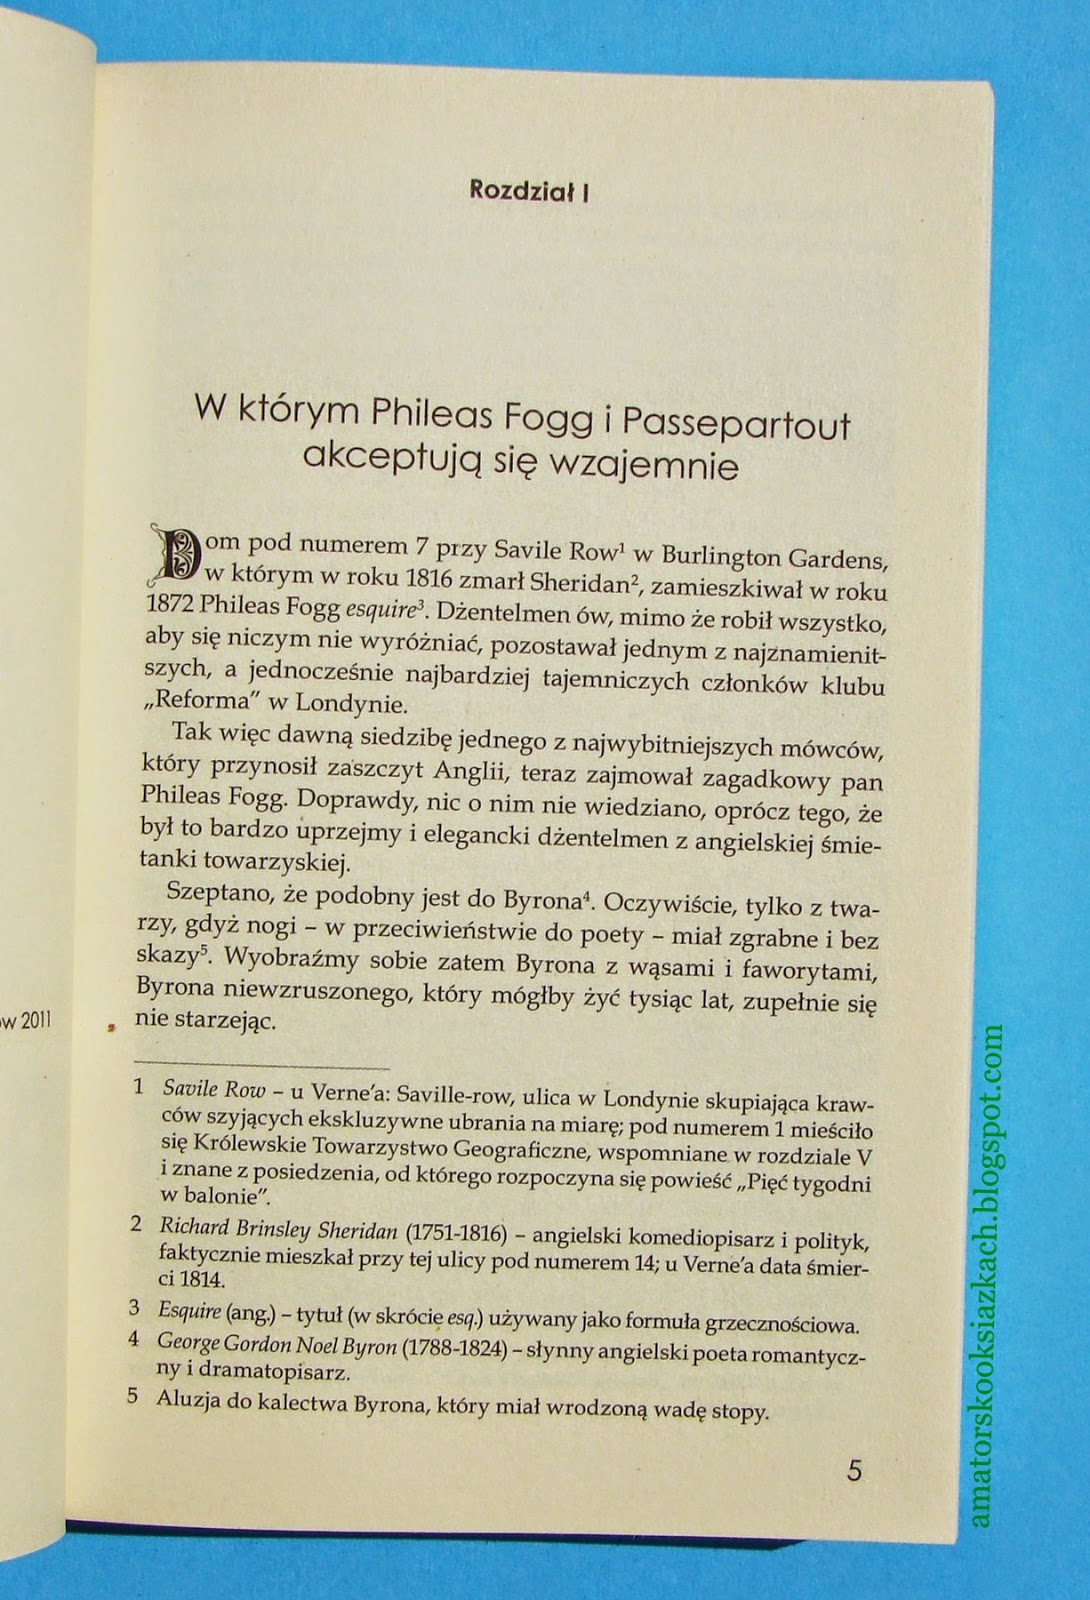 Rozdział I
W którym Phileas Fogg i Passepartout
akceptują się wzajemnie
Dom pod numerem 7 przy Savile Row¹ w Burlington Gardens,
w którym w roku 1816 zmarł Sheridan², zamieszkiwał w roku
1872 Phileas Fogg esquire³. Dżentelmen ów, mimo że robił wszystko,
aby się niczym nie wyróżniać, pozostawał jednym z najznamienit-
szych, a jednocześnie najbardziej tajemniczych członków klubu
„Reforma” w Londynie.
Tak więc dawną siedzibę jednego z najwybitniejszych mówców,
który przynosił zaszczyt Anglii, teraz zajmował zagadkowy pan
Phileas Fogg. Doprawdy, nic o nim nie wiedziano, oprócz tego, że
był to bardzo uprzejmy i elegancki dżentelmen z angielskiej śmie-
tanki towarzyskiej.
Szeptano, że podobny jest do Byrona⁴. Oczywiście, tylko z twa-
rzy, gdyż nogi – w przeciwieństwie do poety – miał zgrabne i bez
skazy⁵. Wyobraźmy sobie zatem Byrona z wąsami i faworytami,
Byrona niewzruszonego, który mógłby żyć tysiąc lat, zupełnie się
nie starzejąc.
1 Savile Row – u Verne’a: Saville-row, ulica w Londynie skupiająca kraw-
ców szyjących ekskluzywne ubrania na miarę; pod numerem 1 mieściło
się Królewskie Towarzystwo Geograficzne, wspomniane w rozdziale V
i znane z posiedzenia, od którego rozpoczyna się powieść „Pięć tygodni
w balonie”.
2 Richard Brinsley Sheridan (1751-1816) – angielski komediopisarz i polityk,
faktycznie mieszkał przy tej ulicy pod numerem 14; u Verne’a data śmier-
ci 1814.
3 Esquire (ang.) – tytuł (w skrócie esq.) używany jako formuła grzecznościowa.
4 George Gordon Noel Byron (1788-1824) – słynny angielski poeta romantycz-
ny i dramatopisarz.
5 Aluzja do kalectwa Byrona, który miał wrodzoną wadę stopy.
5
2011
amatorskooksiazkach.blogspot.com